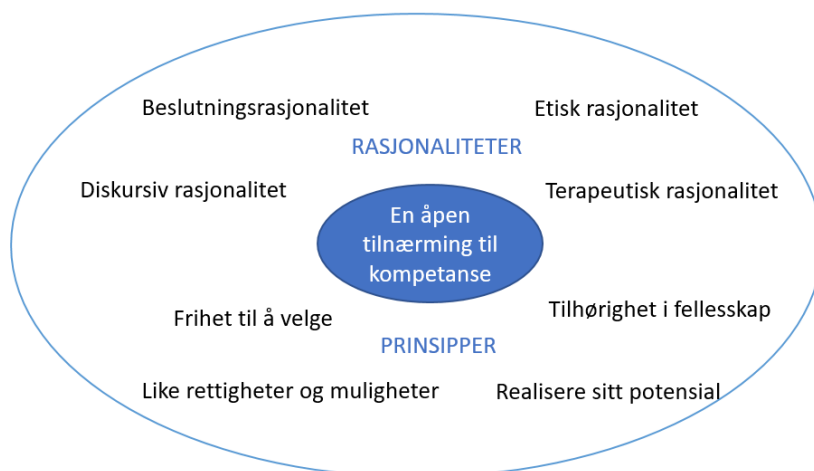 Beslutningsrasjonalitet
Etisk rasjonalitet
RASJONALITETER
Diskursiv rasjonalitet
Terapeutisk rasjonalitet
En åpen
tilnærming til
kompetanse
Frihet til å velge
Tilhørighet i fellesskap
PRINSIPPER
Like rettigheter og muligheter
Realisere sitt potensial